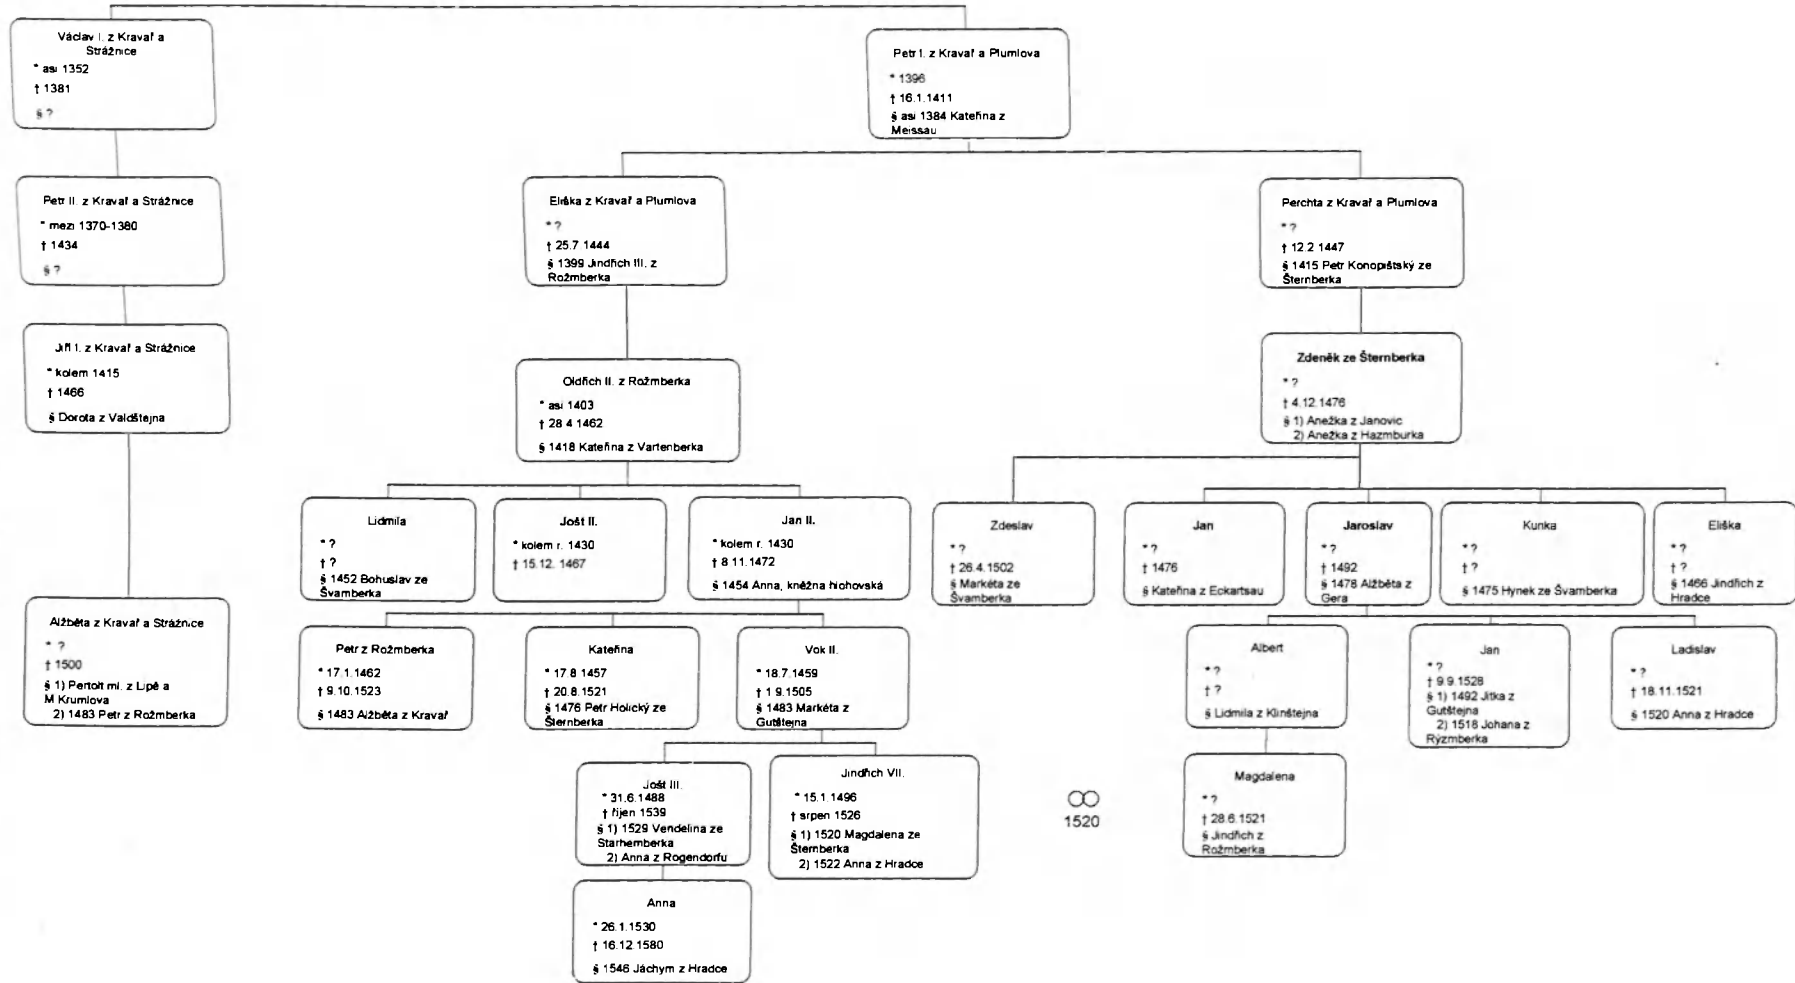 Václav I. z Kravař a
Strážnice
* asi 1352
† 1381
§ ?
Petr I. z Kravař a Plumlova
* 1396
† 16.1.1411
§ asi 1384 Kateřina z
Meissau
Petr II. z Kravař a Strážnice
* mezi 1370-1380
† 1434
§ ?
Eliška z Kravař a Plumlova
* ?
† 25.7 1444
§ 1399 Jindřich III. z
Rožmberka
Perchta z Kravař a Plumlova
* ?
† 12.2 1447
§ 1415 Petr Konopištský ze
Šternberka
Jiří I. z Kravař a Strážnice
* kolem 1415
† 1466
§ Dorota z Valdštejna
Oldřich II. z Rožmberka
* asi 1403
† 28 4 1462
§ 1418 Kateřina z Vartenberka
Zdeněk ze Šternberka
* ?
† 4.12.1476
§ 1) Anežka z Janovic
2) Anežka z Hazmburka
Lidmila
* ?
† ?
§ 1452 Bohuslav ze
Švamberka
Jošt II.
* kolem r. 1430
† 15.12. 1467
Jan II.
* kolem r. 1430
† 8 11.1472
§ 1454 Anna, kněžna hlohovská
Zdeslav
* ?
† 26.4.1502
§ Markéta ze
Švamberka
Jan
* ?
† 1476
§ Kateřina z Eckartsau
Jaroslav
* ?
† 1492
§ 1478 Alžběta z
Gera
Kunka
* ?
† ?
§ 1475 Hynek ze Švamberka
Eliška
* ?
† ?
§ 1466 Jindřich z
Hradce
Alžběta z Kravař a Strážnice
* ?
† 1500
§ 1) Pertolt ml. z Lipé a
M Krumlova
2) 1483 Petr z Rožmberka
Petr z Rožmberka
* 17.1.1462
† 9.10.1523
§ 1483 Alžběta z Kravař
Kateřina
* 17.8 1457
† 20.8.1521
§ 1476 Petr Holický ze
Šternberka
Vok II.
* 18.7.1459
† 1 9.1505
§ 1483 Markéta z
Gutštejna
Albert
* ?
† ?
§ Lidmila z Klinštejna
Jan
* ?
† 9.9.1528
§ 1) 1492 Jitka z
Gutštejna
2) 1518 Johana z
Rýzmberka
Ladislav
* ?
† 18.11.1521
§ 1520 Anna z Hradce
Jošt III.
* 31.6.1488
† říjen 1539
§ 1) 1529 Vendelina ze
Starhemberka
2) Anna z Rogendorfu
Jindřich VII.
* 15.1.1496
† srpen 1526
§ 1) 1520 Magdalena ze
Šternberka
2) 1522 Anna z Hradce
1520
Magdalena
* ?
† 28.6.1521
§ Jindřich z
Rožmberka
Anna
* 26.1.1530
† 16.12.1580
§ 1546 Jáchym z Hradce